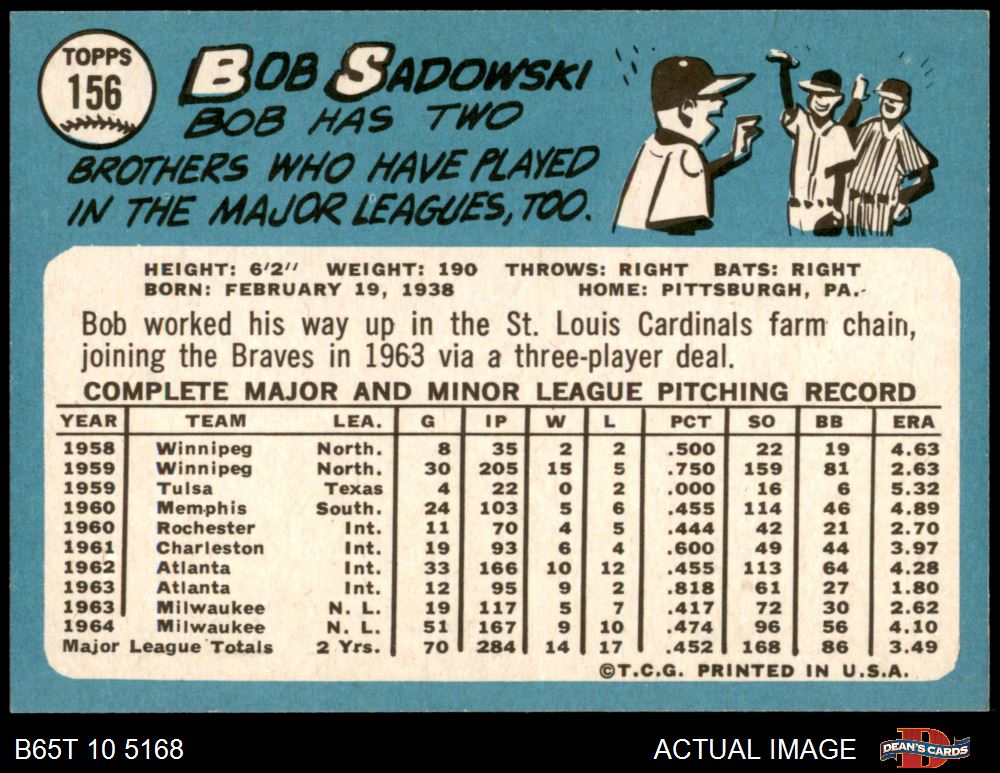 TOPPS
156
BOB SADOWSKI
BOB HAS TWO
BROTHERS WHO HAVE PLAYED
IN THE MAJOR LEAGUES, TOO.
HEIGHT: 6'2" WEIGHT: 190 THROWS: RIGHT BATS: RIGHT
BORN: FEBRUARY 19, 1938 HOME: PITTSBURGH, PA.
Bob worked his way up in the St. Louis Cardinals farm chain,
joining the Braves in 1963 via a three-player deal.
COMPLETE MAJOR AND MINOR LEAGUE PITCHING RECORD
YEAR TEAM LEA. G IP W L PCT SO BB ERA
1958 Winnipeg North. 8 35 2 2 .500 22 19 4.63
1959 Winnipeg North. 30 205 15 5 .750 159 81 2.63
1959 Tulsa Texas 4 22 0 2 .000 16 6 5.32
1960 Memphis South. 24 103 5 6 .455 114 46 4.89
1960 Rochester Int. 11 70 4 5 .444 42 21 2.70
1961 Charleston Int. 19 93 6 4 .600 49 44 3.97
1962 Atlanta Int. 33 166 10 12 .455 113 64 4.28
1963 Atlanta Int. 12 95 9 2 .818 61 27 1.80
1963 Milwaukee N. L. 19 117 5 7 .417 72 30 2.62
1964 Milwaukee N. L. 51 167 9 10 .474 96 56 4.10
Major League Totals 2 Yrs. 70 284 14 17 .452 168 86 3.49
©T.C.G. PRINTED IN U.S.A.
B65T 10 5168 ACTUAL IMAGE DEAN'S CARDS